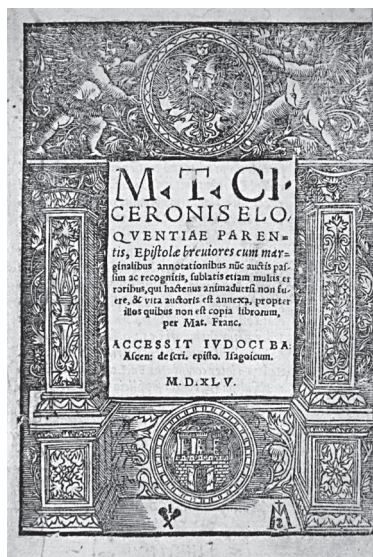 M. T. CI.
CERONIS ELO,
QVENTIAE PAREN=
tis, Epistolæ breuiores cum mar=
ginalibus annotationibus nūc auctis pas=
sim ac recognitis, sublatis etiam multis er
roribus, qui hactenus animaduersi non fu=
ere, & vita auctoris est annexa, propter
illos quibus non est copia librorum,
per Mat. Franc.
ACCESSIT IVDOCI BA:
Ascen: de scri. episto. Isagoicum.
M. D. XLV.